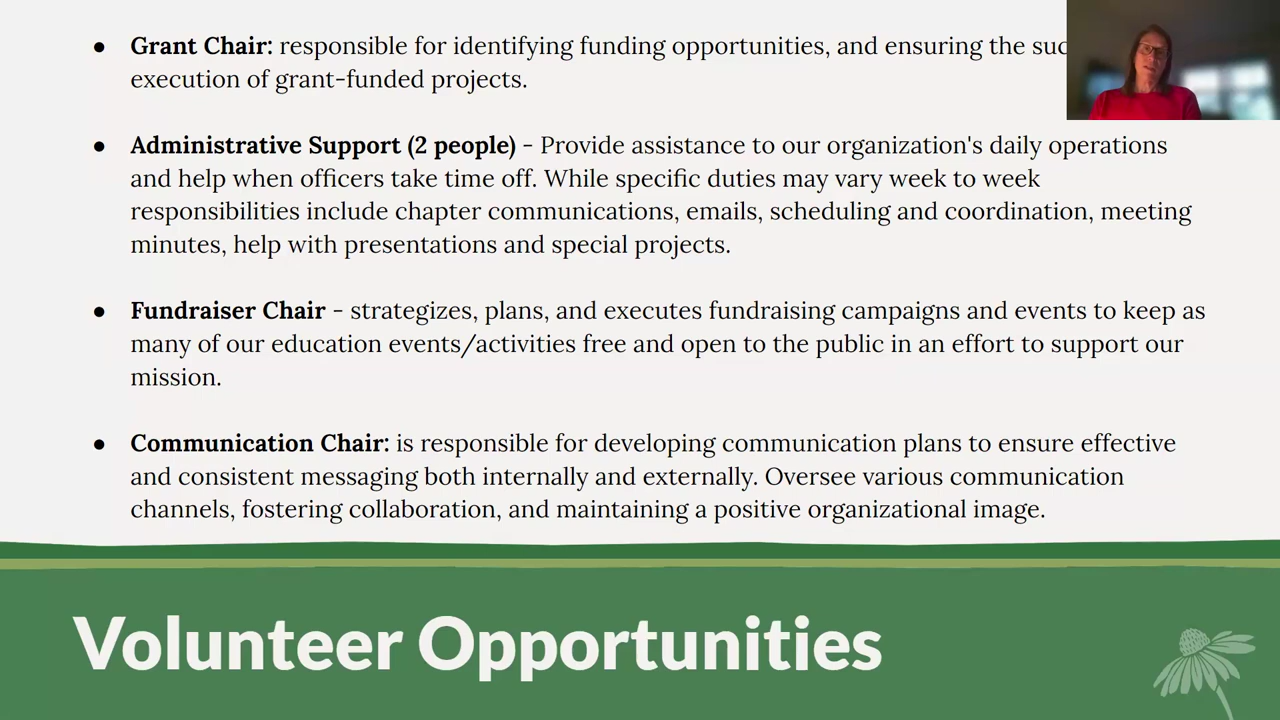 ● Grant Chair: responsible for identifying funding opportunities, and ensuring the
execution of grant-funded projects.
● Administrative Support (2 people) - Provide assistance to our organization's daily operations
and help when officers take time off. While specific duties may vary week to week
responsibilities include chapter communications, emails, scheduling and coordination, meeting
minutes, help with presentations and special projects.
● Fundraiser Chair - strategizes, plans, and executes fundraising campaigns and events to keep as
many of our education events/activities free and open to the public in an effort to support our
mission.
● Communication Chair: is responsible for developing communication plans to ensure effective
and consistent messaging both internally and externally. Oversee various communication
channels, fostering collaboration, and maintaining a positive organizational image.
Volunteer Opportunities